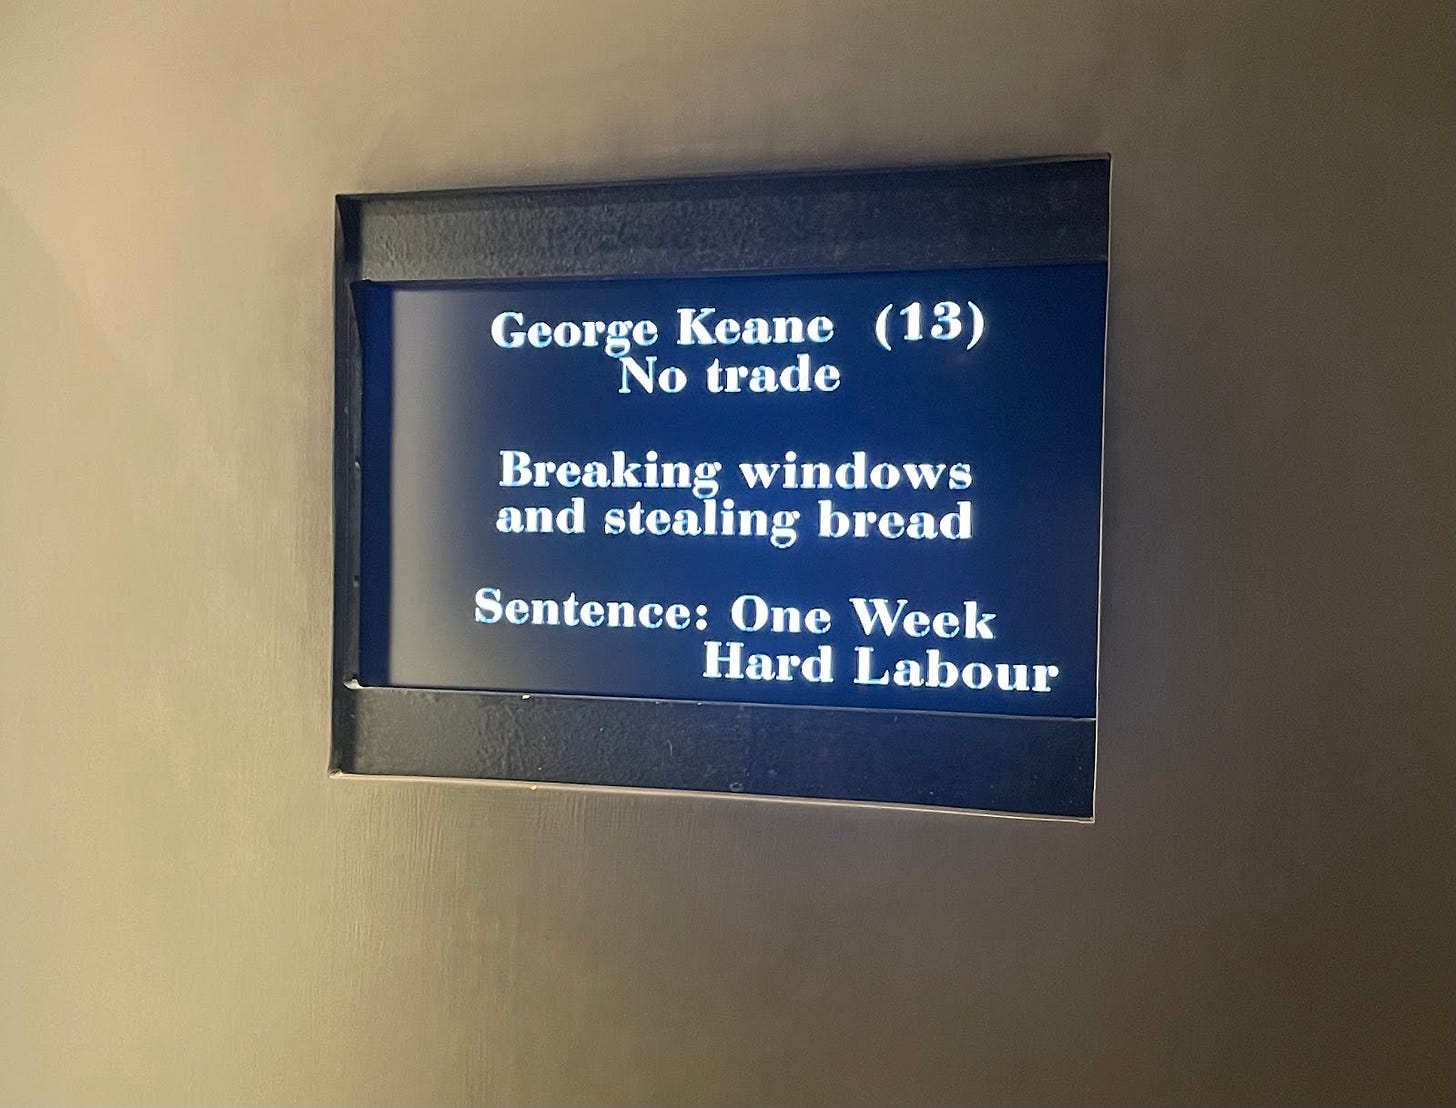 George Keane (13)
No trade
Breaking windows
and stealing bread
Sentence: One Week
Hard Labour